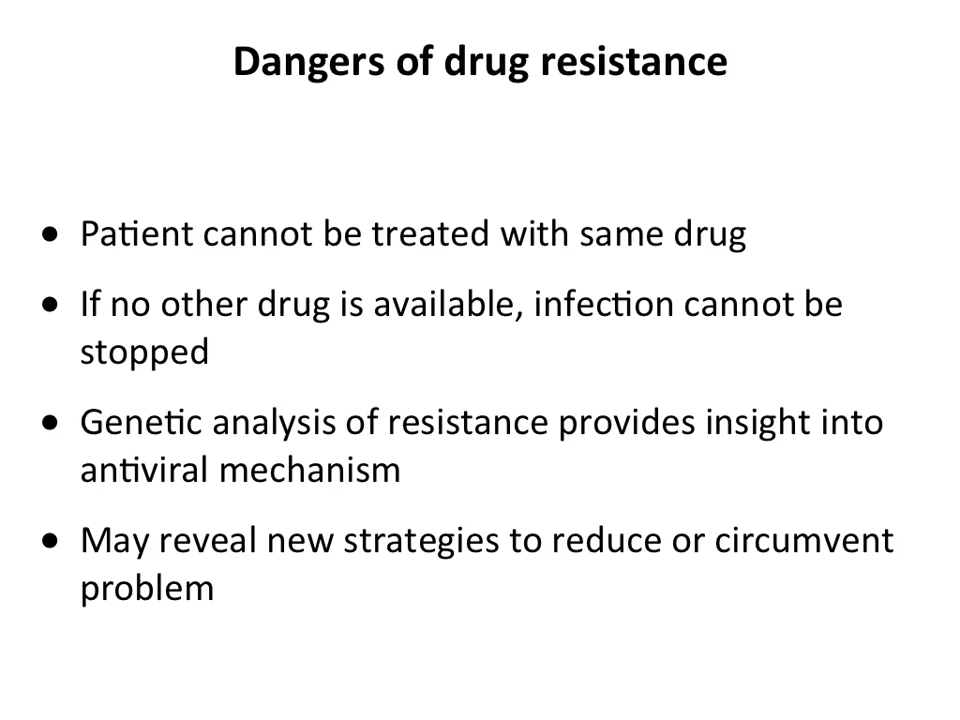 Dangers of drug resistance
● Patient cannot be treated with same drug
● If no other drug is available, infection cannot be
stopped
● Genetic analysis of resistance provides insight into
antiviral mechanism
● May reveal new strategies to reduce or circumvent
problem